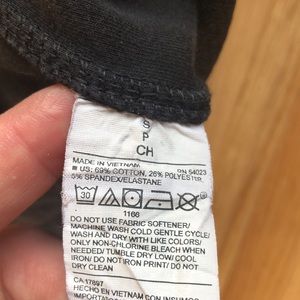 S
P
CH
MADE IN VIETNAM
RN 54023
US: 69% COTTON, 26% POLYESTER
5% SPANDEX/ELASTANE
30
1166
DO NOT USE FABRIC SOFTENER/
MACHINE WASH COLD GENTLE CYCLE/
WASH AND DRY WITH LIKE COLORS/
ONLY NON-CHLORINE BLEACH WHEN
NEEDED/TUMBLE DRY LOW/COOL
IRON/ DO NOT IRON PRINT/ DO NOT
DRY CLEAN
CA 17897
HECHO EN VIETNAM CON INSUMOS